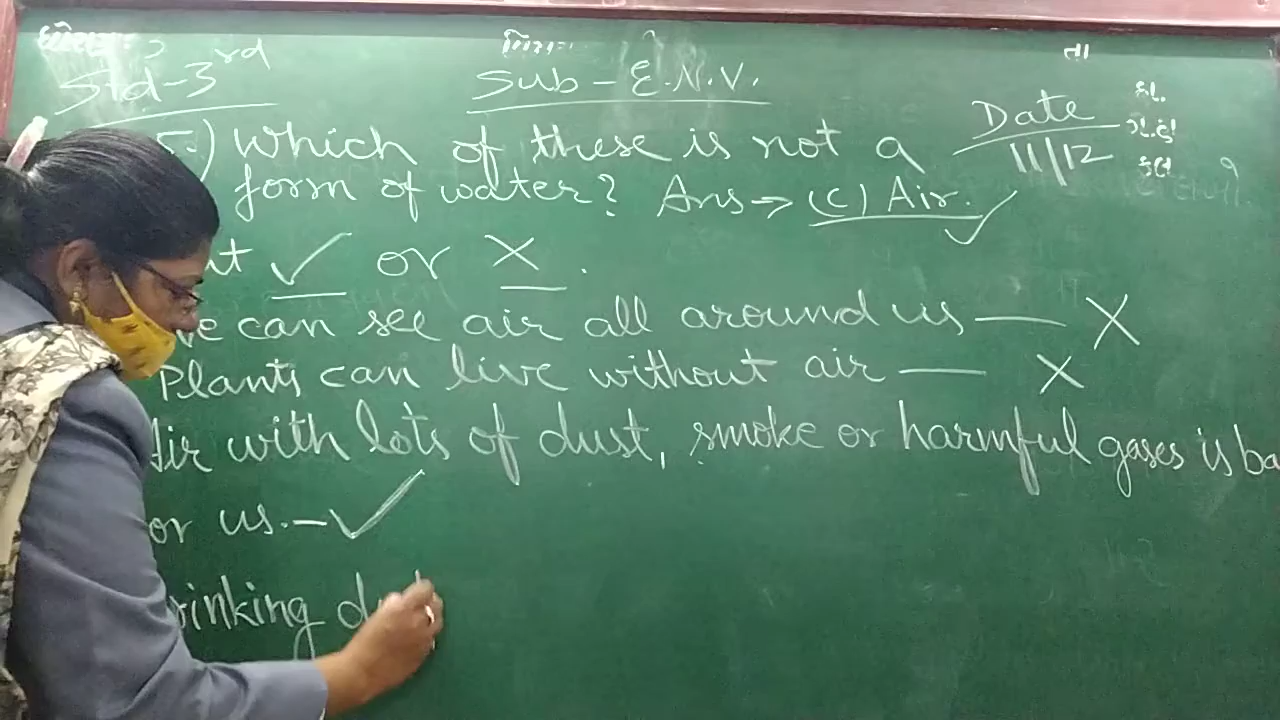 Std-3rd
Sub - E.N.V.
Date
11/12
5.) Which of these is not a
form of water? Ans → (C) Air. ✓
✓ or X.
we can see air all around us — X
Plants can live without air — X
Air with lots of dust, smoke or harmful gases is ba
or us. - ✓
rinking